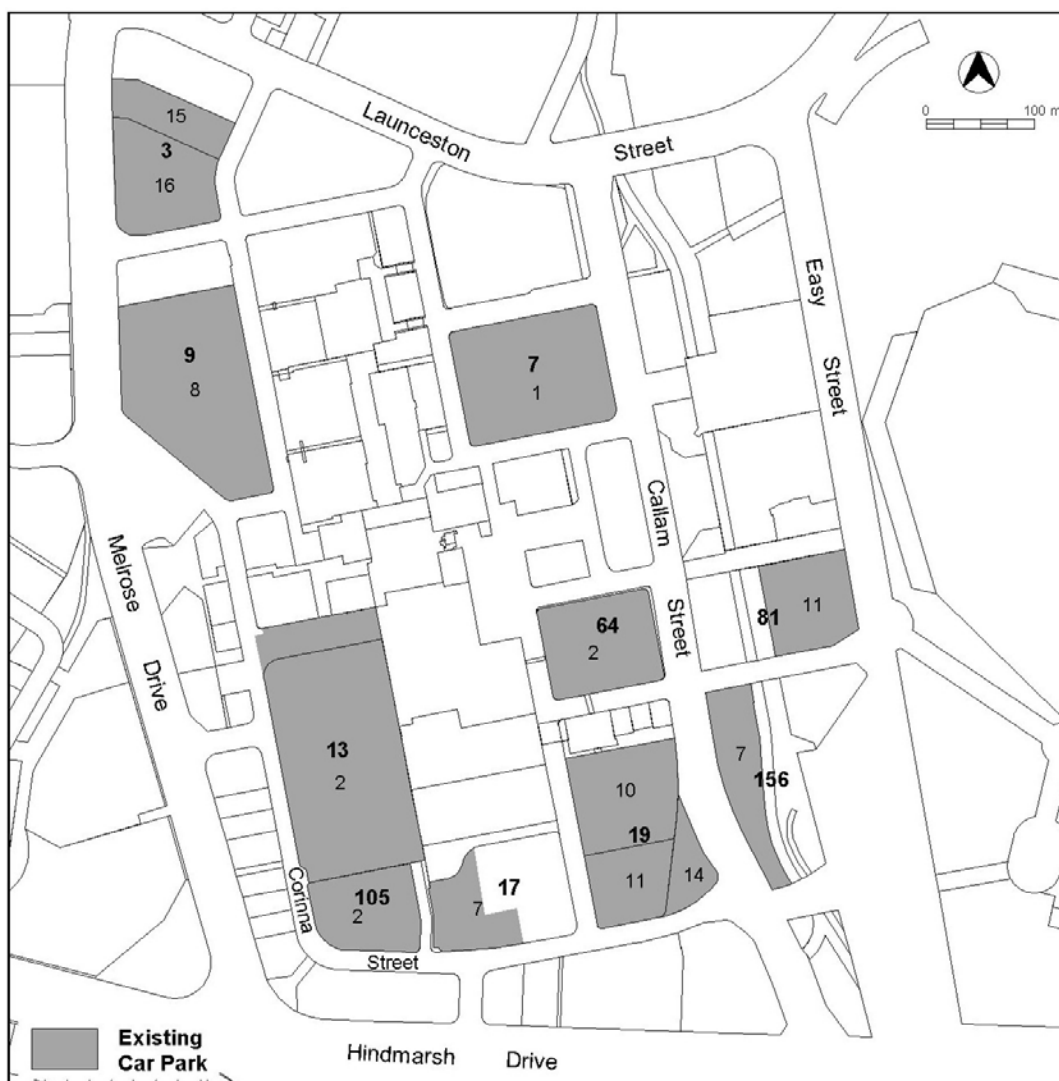 Launceston
Street
0 100 m
15
3
16
Easy
Street
9
8
7
1
Callam
Street
Melrose
Drive
64
2
81
11
13
2
7
156
10
19
11
14
Corinna
Street
105
2
17
7
Existing
Car Park
Hindmarsh Drive